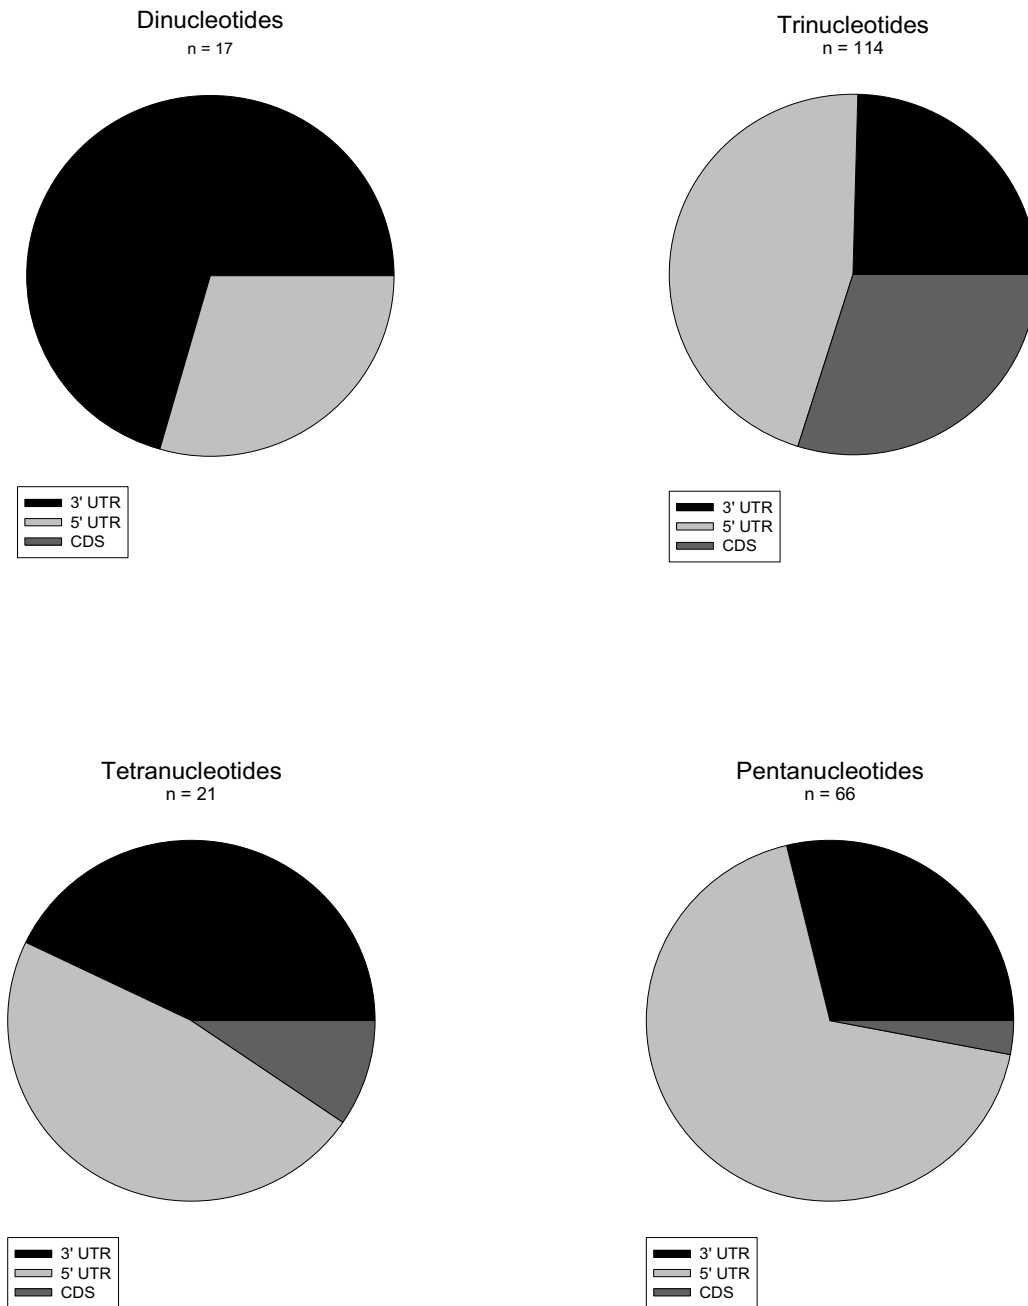 Dinucleotides
n = 17
3' UTR
5' UTR
CDS
Trinucleotides
n = 114
3' UTR
5' UTR
CDS
Tetranucleotides
n = 21
3' UTR
5' UTR
CDS
Pentanucleotides
n = 66
3' UTR
5' UTR
CDS